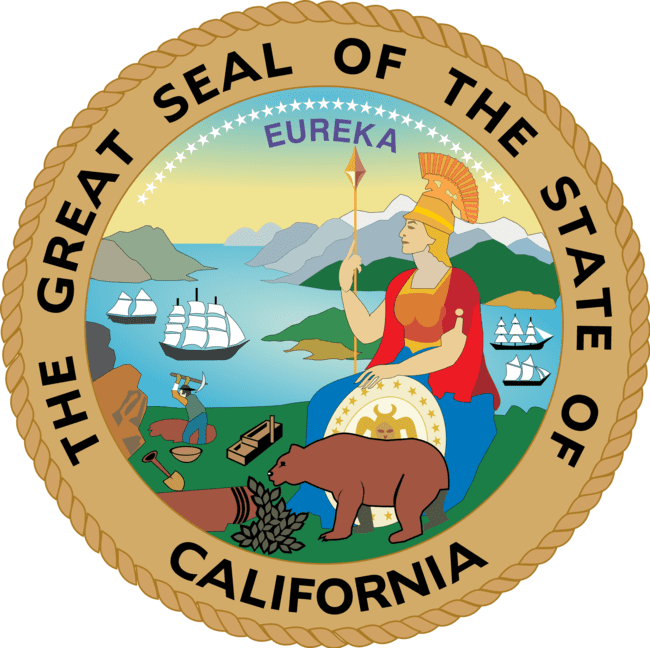 THE GREAT SEAL OF THE STATE OF
CALIFORNIA
EUREKA